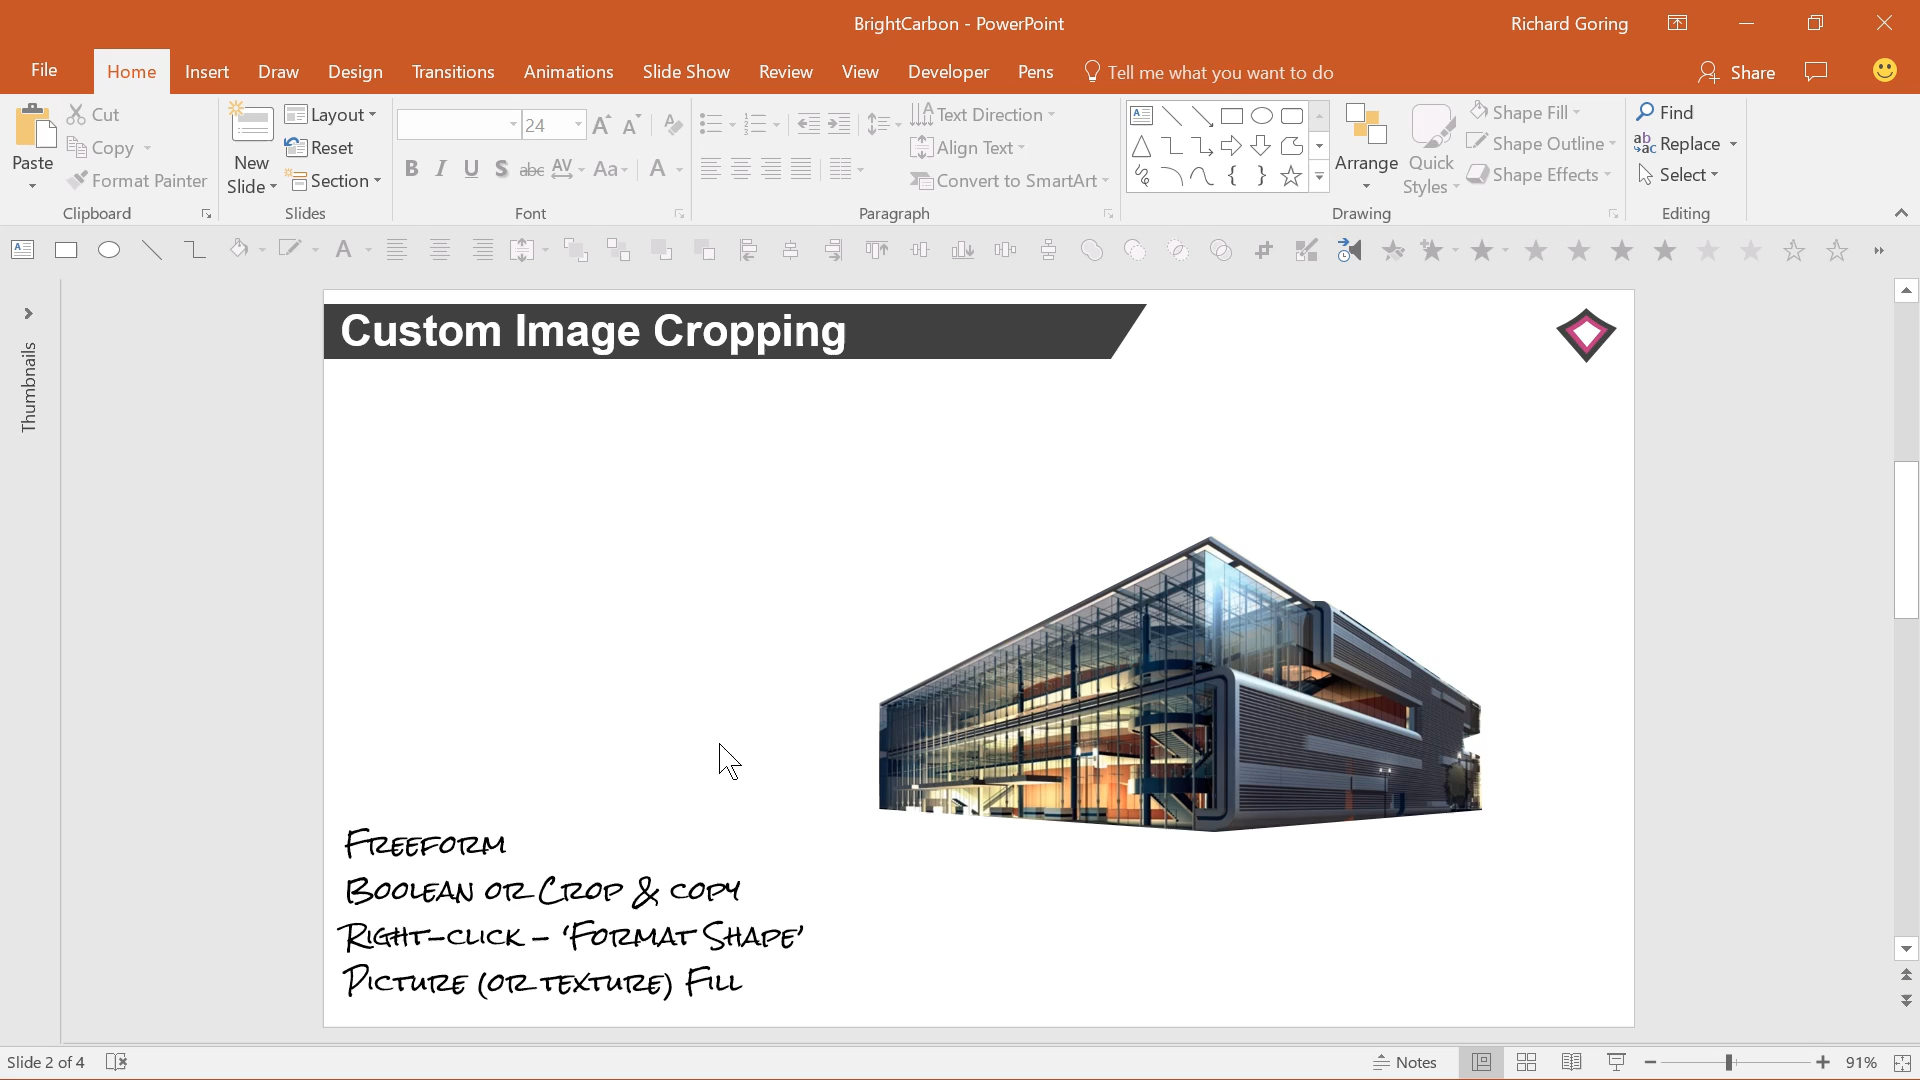 BrightCarbon - PowerPoint
Richard Goring
File
Home
Insert
Draw
Design
Transitions
Animations
Slide Show
Review
View
Developer
Pens
Tell me what you want to do
Share
Paste
Cut
Copy
Format Painter
Clipboard
New
Slide
Layout
Reset
Section
Slides
24
B I U S abc AV Aa A
Font
Text Direction
Align Text
Convert to SmartArt
Paragraph
Arrange
Quick
Styles
Shape Fill
Shape Outline
Shape Effects
Drawing
Find
Replace
Select
Editing
Thumbnails
Custom Image Cropping
Freeform
Boolean or Crop & copy
Right-click - ‘Format Shape’
Picture (or texture) Fill
Slide 2 of 4
Notes
91%